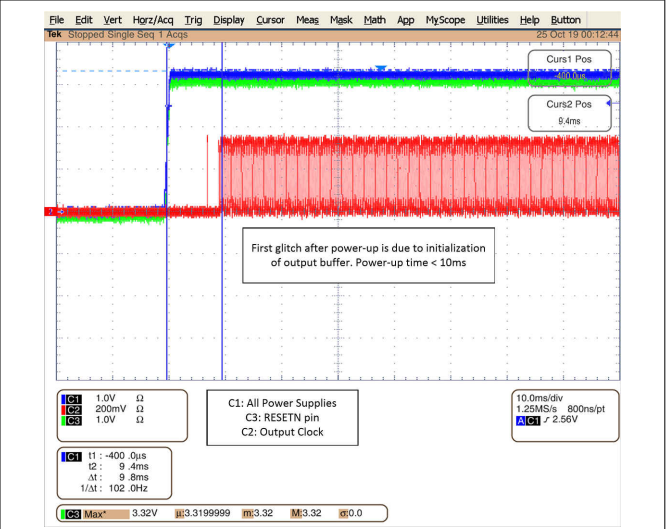 File Edit Vert Horz/Acq Trig Display Cursor Meas Mask Math App MyScope Utilities Help Button
Tek Stopped Single Seq 1 Acqs 25 Oct 19 00:12:44
Curs1 Pos
-400.0us
Curs2 Pos
9.4ms
First glitch after power-up is due to initialization
of output buffer. Power-up time < 10ms
C1 1.0V Ω
C2 200mV Ω
C3 1.0V Ω
C1: All Power Supplies
C3: RESETN pin
C2: Output Clock
10.0ms/div
1.25MS/s 800ns/pt
A C1 ∫ 2.56V
C1 t1 : -400 .0µs
t2 : 9 .4ms
Δt : 9 .8ms
1/Δt : 102 .0Hz
C3 Max* 3.32V µ:3.3199999 m:3.32 M:3.32 σ:0.0